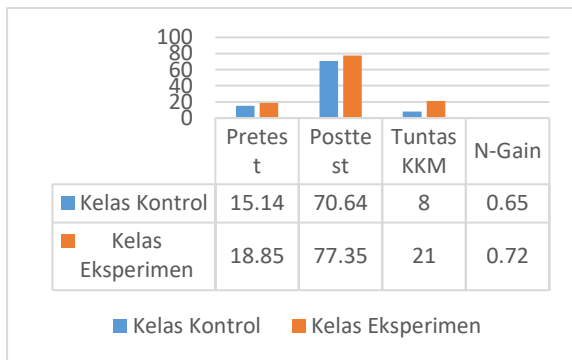 100
80
60
40
20
0
Pretes Posttе Tuntas N-Gain
t st KKM
Kelas Kontrol 15.14 70.64 8 0.65
Kelas
Eksperimen 18.85 77.35 21 0.72
Kelas Kontrol Kelas Eksperimen